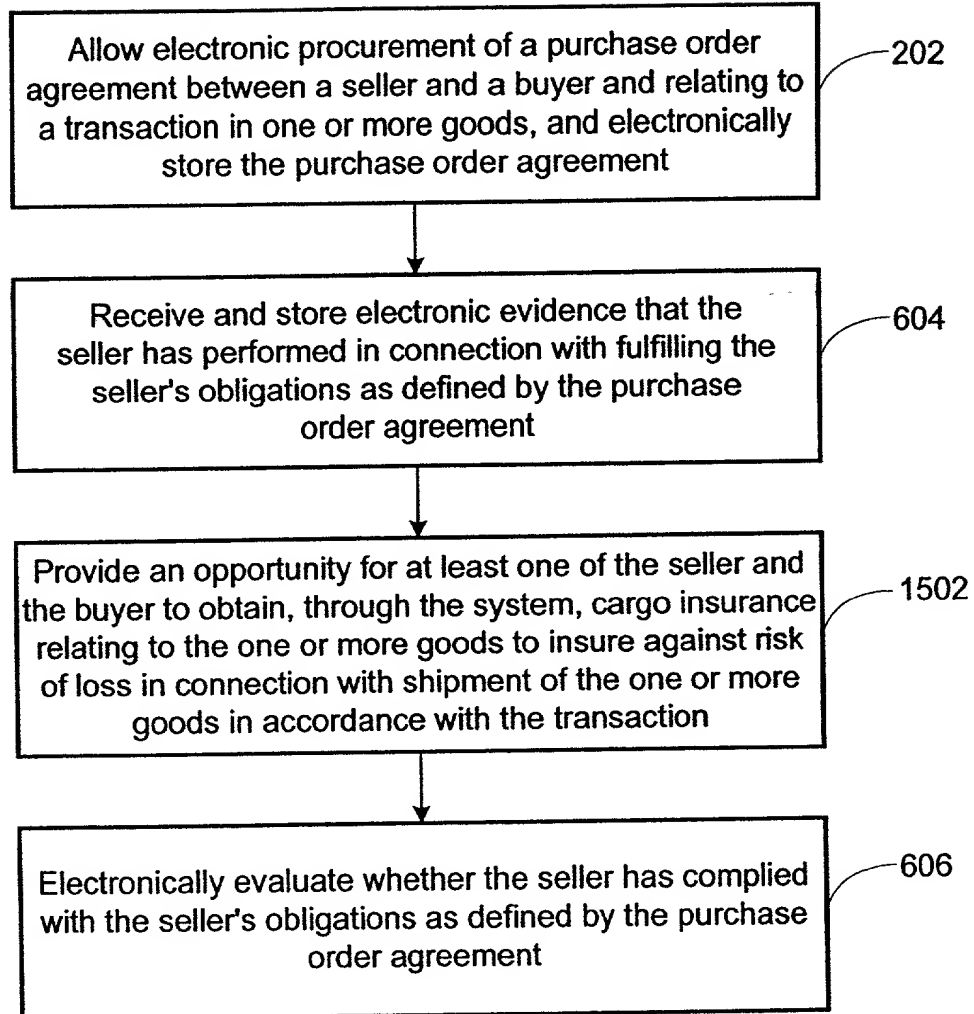 Allow electronic procurement of a purchase order
agreement between a seller and a buyer and relating to
a transaction in one or more goods, and electronically
store the purchase order agreement
202
Receive and store electronic evidence that the
seller has performed in connection with fulfilling the
seller's obligations as defined by the purchase
order agreement
604
Provide an opportunity for at least one of the seller and
the buyer to obtain, through the system, cargo insurance
relating to the one or more goods to insure against risk
of loss in connection with shipment of the one or more
goods in accordance with the transaction
1502
Electronically evaluate whether the seller has complied
with the seller's obligations as defined by the purchase
order agreement
606